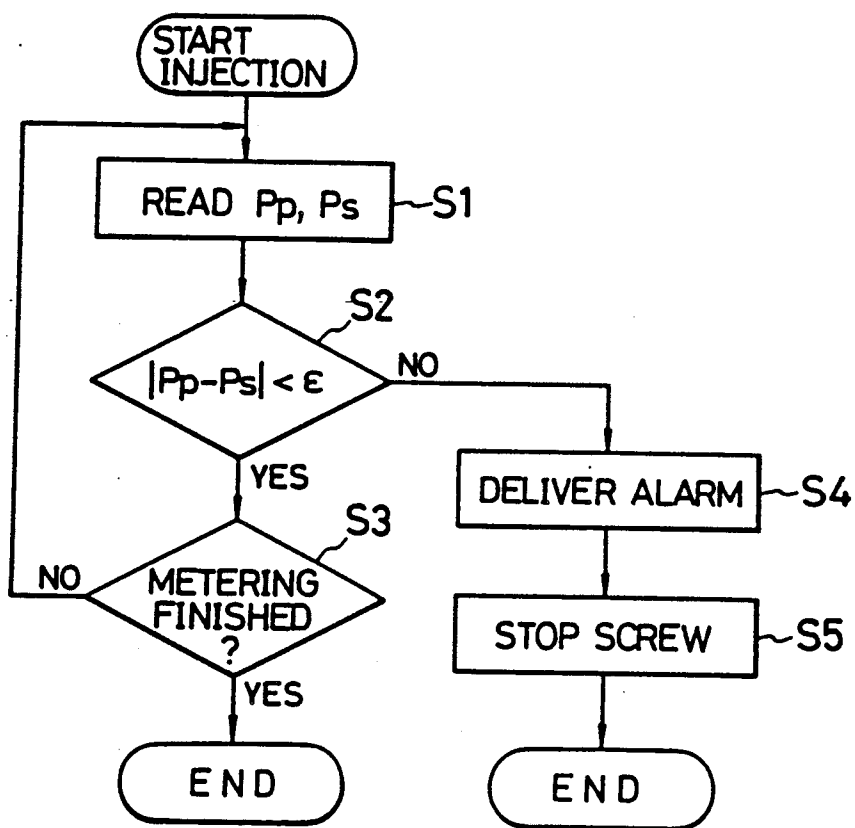 START
INJECTION
READ Pp, Ps
S1
S2
|Pp-Ps| < ε
NO
YES
DELIVER ALARM
S4
S3
NO
METERING
FINISHED
?
STOP SCREW
S5
YES
END
END